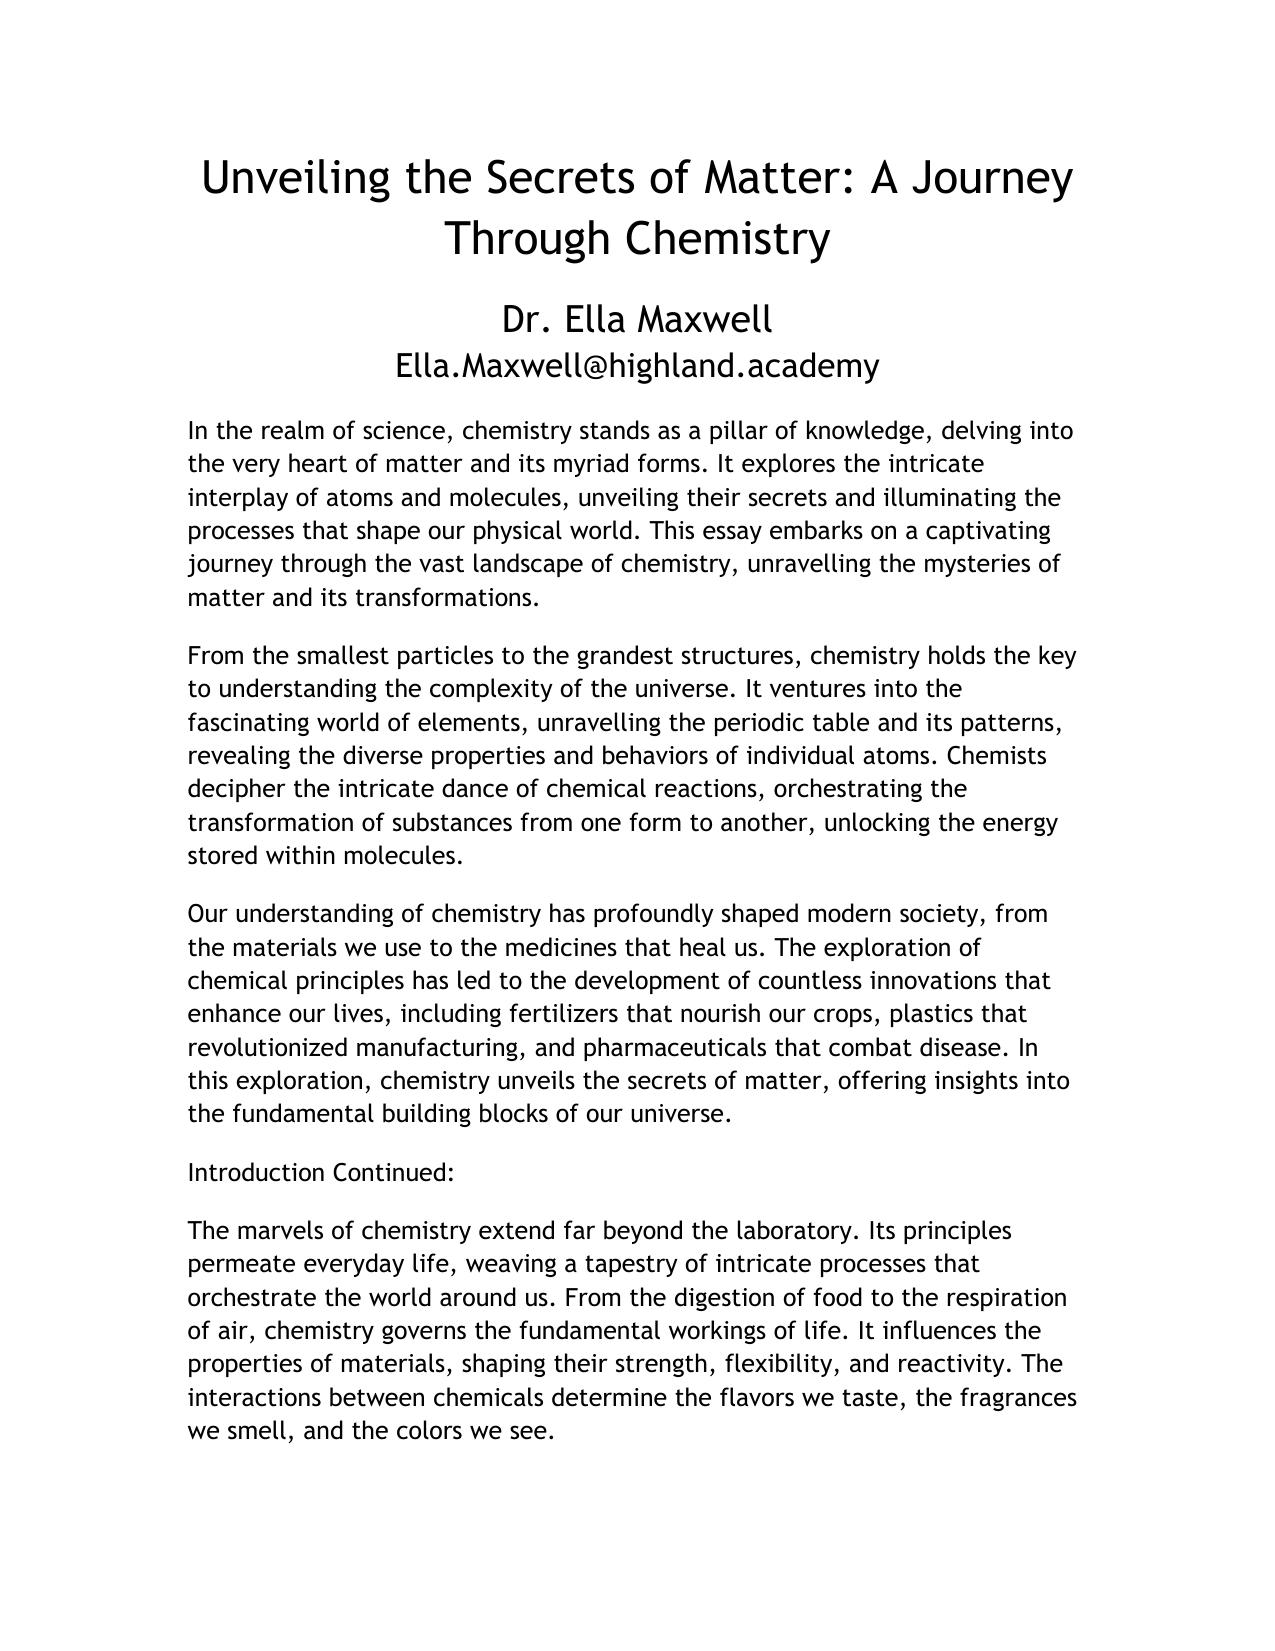 Unveiling the Secrets of Matter: A Journey
Through Chemistry
Dr. Ella Maxwell
Ella.Maxwell@highland.academy
In the realm of science, chemistry stands as a pillar of knowledge, delving into
the very heart of matter and its myriad forms. It explores the intricate
interplay of atoms and molecules, unveiling their secrets and illuminating the
processes that shape our physical world. This essay embarks on a captivating
journey through the vast landscape of chemistry, unravelling the mysteries of
matter and its transformations.
From the smallest particles to the grandest structures, chemistry holds the key
to understanding the complexity of the universe. It ventures into the
fascinating world of elements, unravelling the periodic table and its patterns,
revealing the diverse properties and behaviors of individual atoms. Chemists
decipher the intricate dance of chemical reactions, orchestrating the
transformation of substances from one form to another, unlocking the energy
stored within molecules.
Our understanding of chemistry has profoundly shaped modern society, from
the materials we use to the medicines that heal us. The exploration of
chemical principles has led to the development of countless innovations that
enhance our lives, including fertilizers that nourish our crops, plastics that
revolutionized manufacturing, and pharmaceuticals that combat disease. In
this exploration, chemistry unveils the secrets of matter, offering insights into
the fundamental building blocks of our universe.
Introduction Continued:
The marvels of chemistry extend far beyond the laboratory. Its principles
permeate everyday life, weaving a tapestry of intricate processes that
orchestrate the world around us. From the digestion of food to the respiration
of air, chemistry governs the fundamental workings of life. It influences the
properties of materials, shaping their strength, flexibility, and reactivity. The
interactions between chemicals determine the flavors we taste, the fragrances
we smell, and the colors we see.